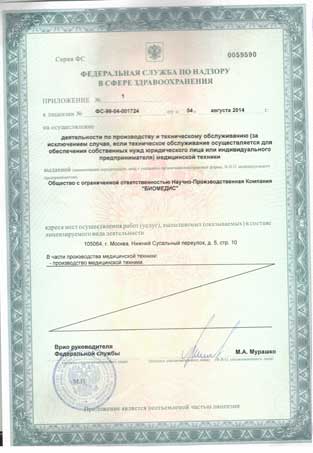 Серия ФС
0059590
ФЕДЕРАЛЬНАЯ СЛУЖБА ПО НАДЗОРУ
В СФЕРЕ ЗДРАВООХРАНЕНИЯ
ПРИЛОЖЕНИЕ № 1
к лицензии № ФС-99-04-001724 от « 04 » августа 2014 г.
на осуществление
деятельности по производству и техническому обслуживанию (за
исключением случая, если техническое обслуживание осуществляется для
обеспечения собственных нужд юридического лица или индивидуального
предпринимателя) медицинской техники
выданной
Общество с ограниченной ответственностью Научно-Производственная Компания
"БИОМЕДИС"
адреса мест осуществления работ (услуг), выполняемых (оказываемых) в составе
лицензируемого вида деятельности
105064, г. Москва, Нижний Сусальный переулок, д. 5, стр. 10
В части производства медицинской техники:
- производство медицинской техники
Врио руководителя
Федеральной службы
М.А. Мурашко
М.П.
Приложение является неотъемлемой частью лицензии